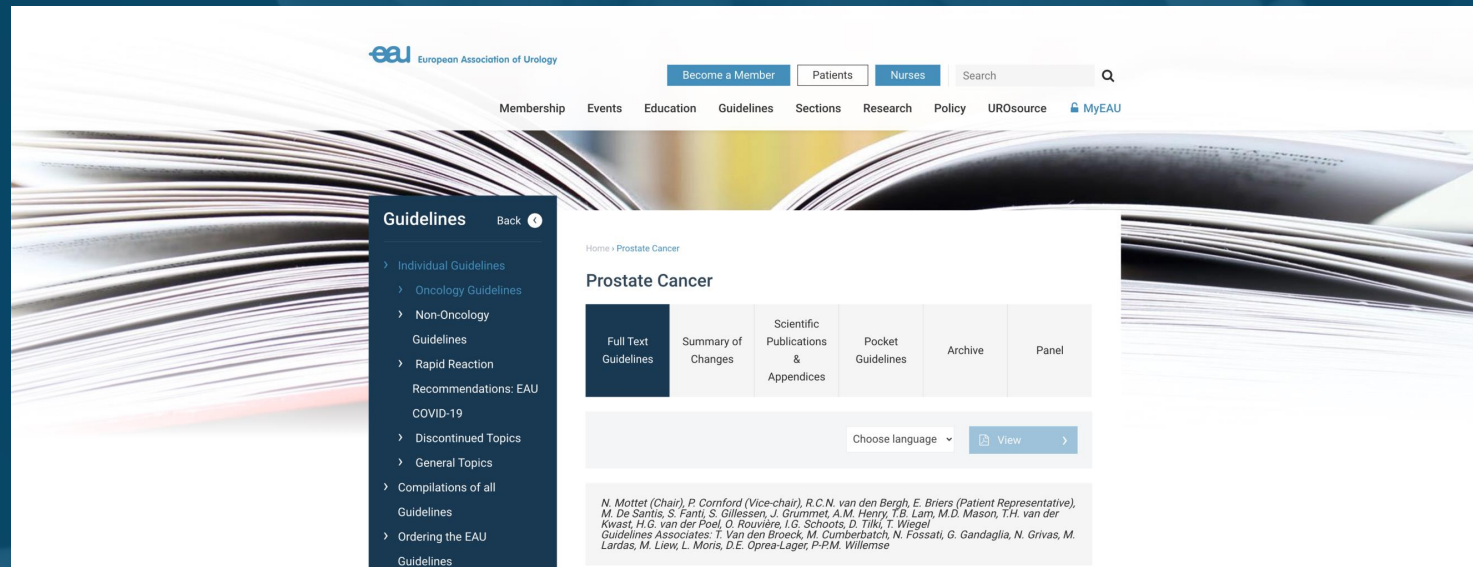 eau European Association of Urology
Become a Member
Patients
Nurses
Search
Membership Events Education Guidelines Sections Research Policy UROsource MyEAU
Guidelines Back
Individual Guidelines
Oncology Guidelines
Non-Oncology
Guidelines
Rapid Reaction
Recommendations: EAU
COVID-19
Discontinued Topics
General Topics
Compilations of all
Guidelines
Ordering the EAU
Guidelines
Home › Prostate Cancer
Prostate Cancer
Full Text
Guidelines
Summary of
Changes
Scientific
Publications
&
Appendices
Pocket
Guidelines
Archive
Panel
Choose language
View
N. Mottet (Chair), P. Cornford (Vice-chair), R.C.N. van den Bergh, E. Briers (Patient Representative),
M. De Santis, S. Fanti, S. Gillessen, J. Grummet, A.M. Henry, T.B. Lam, M.D. Mason, T.H. van der
Kwast, H.G. van der Poel, O. Rouvière, I.G. Schoots, D. Tilki, T. Wiegel
Guidelines Associates: T. Van den Broeck, M. Cumberbatch, N. Fossati, G. Gandaglia, N. Grivas, M.
Lardas, M. Liew, L. Moris, D.E. Oprea-Lager, P-P.M. Willemse